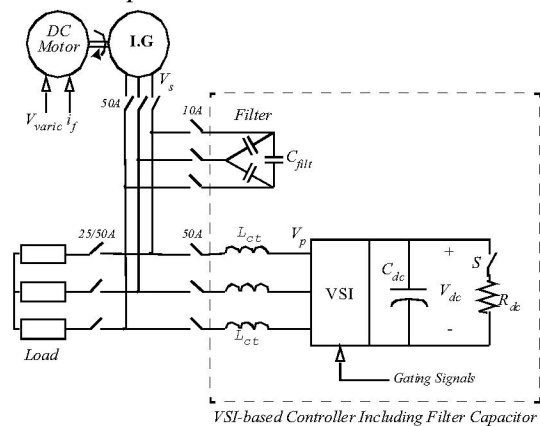 DC
Motor
I.G
V_s
50A
10A
Filter
C_filt
V_varic i_f
25/50A
50A
L_ct
V_p
VSI
C_dc
+
V_dc
-
S
R_dc
L_ct
Load
Gating Signals
VSI-based Controller Including Filter Capacitor